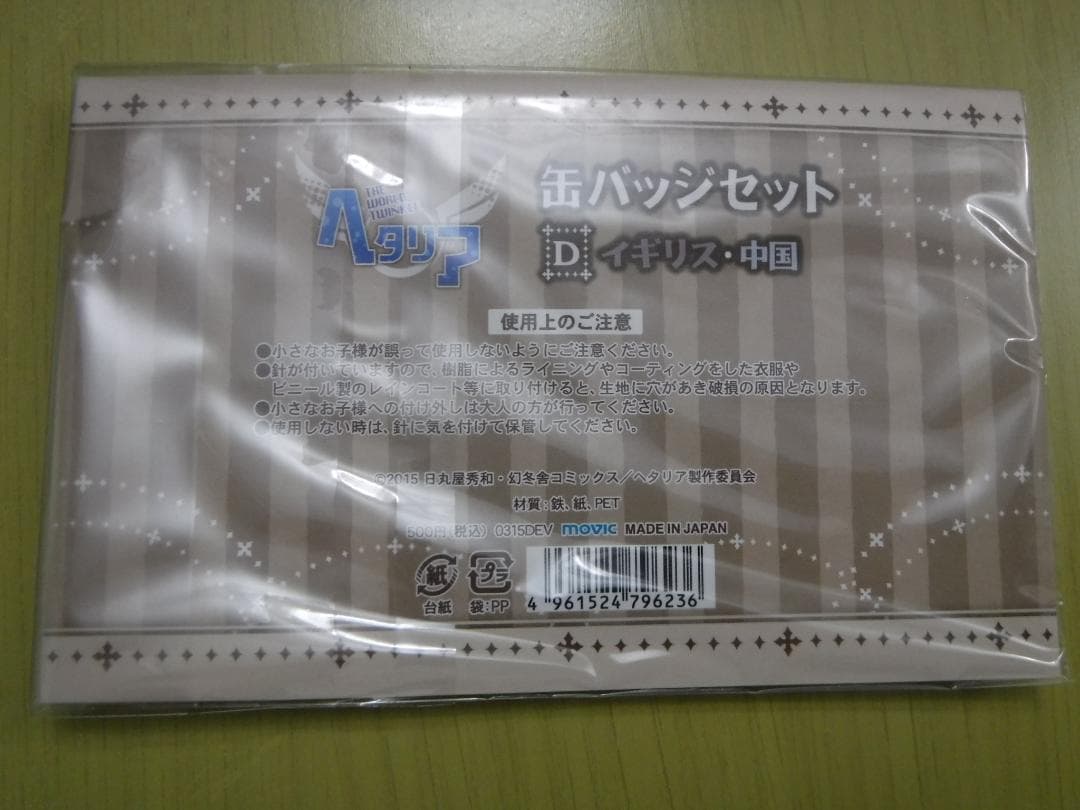 THE
WORLD
TWINKLE
ヘタリア
缶バッジセット
D イギリス・中国
使用上のご注意
●小さなお子様が誤って使用しないようにご注意ください。
●針が付いていますので、樹脂によるライニングやコーティングをした衣服や
ビニール製のレインコート等に取り付けると、生地に穴があき破損の原因となります。
●小さなお子様への付け外しは大人の方が行ってください。
●使用しない時は、針に気を付けて保管してください。
©2015 日丸屋秀和・幻冬舎コミックス/ヘタリア製作委員会
材質:鉄、紙、PET
500円(税込) 0315DEV movic MADE IN JAPAN
紙 プラ
台紙 袋:PP
4 961524 796236